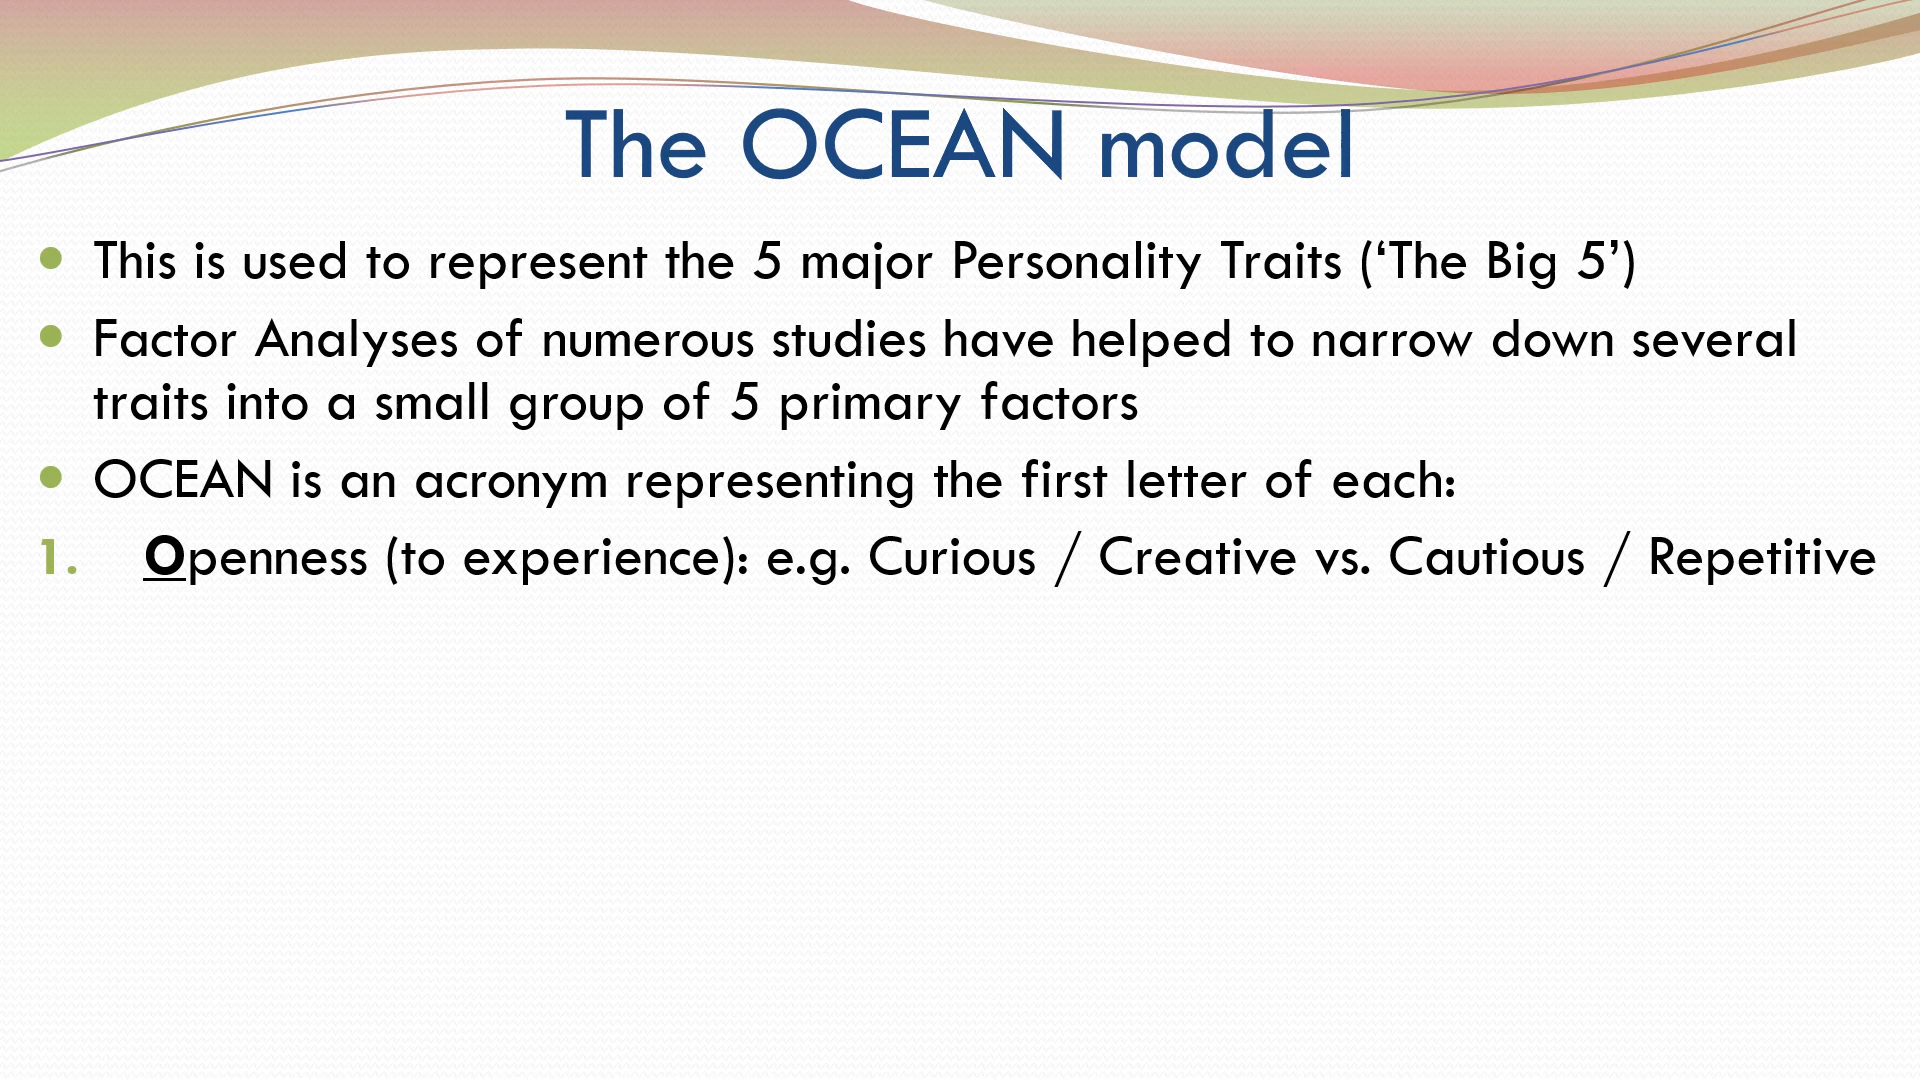 The OCEAN model
• This is used to represent the 5 major Personality Traits (‘The Big 5’)
• Factor Analyses of numerous studies have helped to narrow down several
traits into a small group of 5 primary factors
• OCEAN is an acronym representing the first letter of each:
1. Openness (to experience): e.g. Curious / Creative vs. Cautious / Repetitive